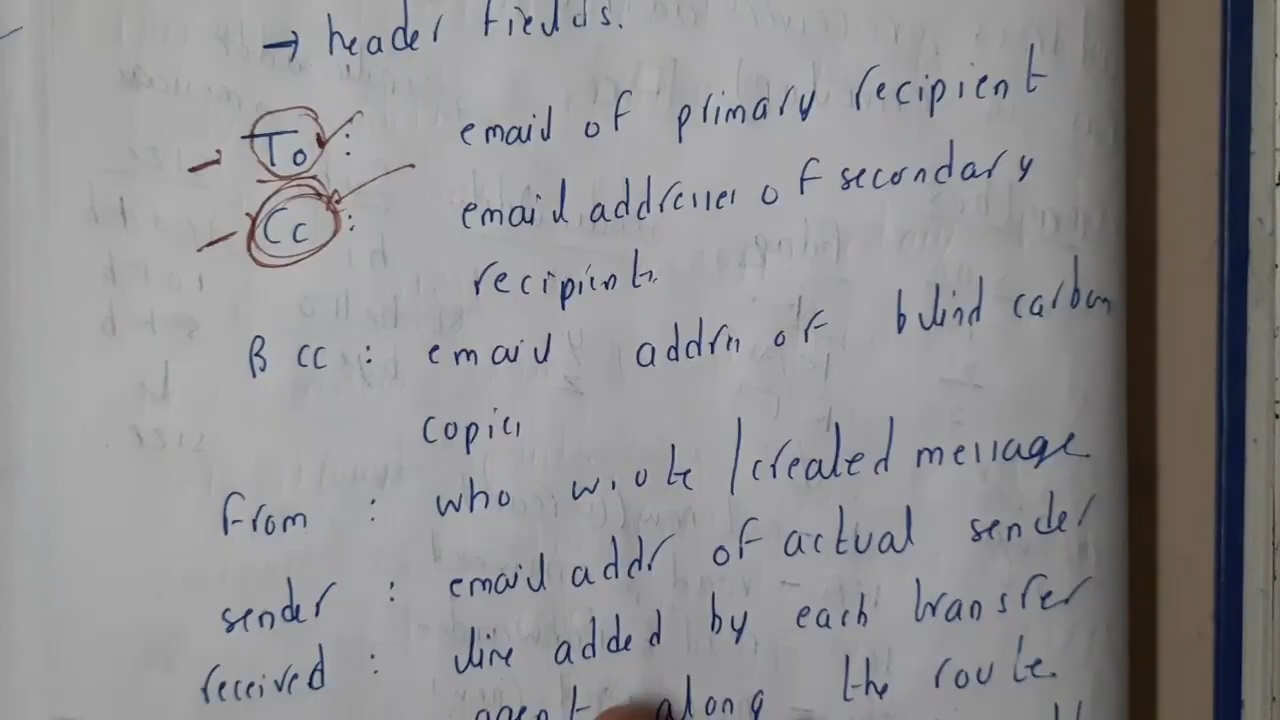 → header fields.
- To : email of primary recipient
- Cc : email addresses of secondary
recipients
BCC : email addrs of blind carbon
copies
From : who wrote / created message
sender : email addr of actual sender
received : line added by each transfer
agent along the route